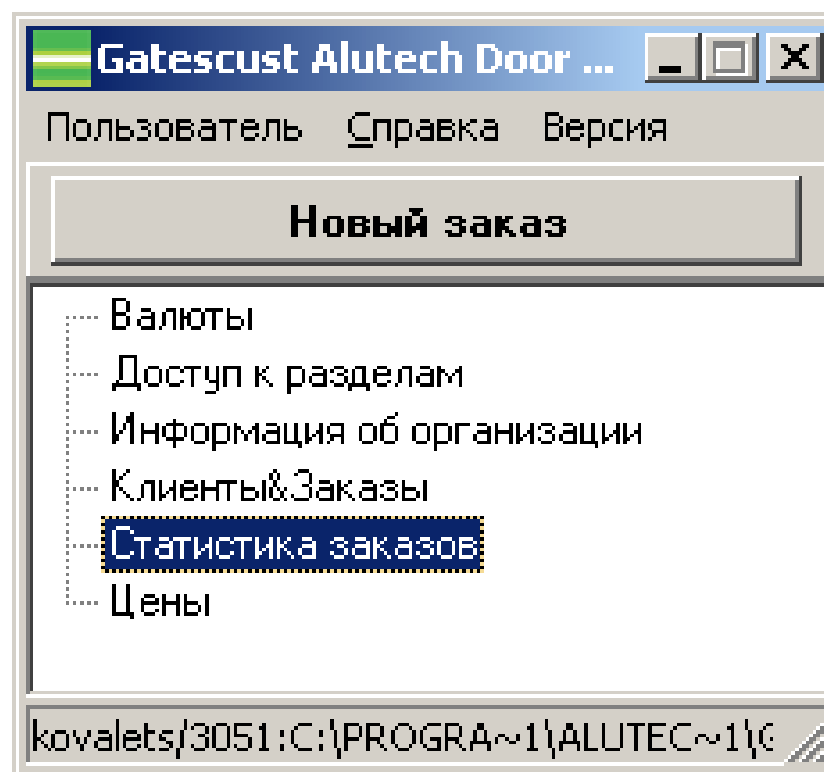 Gatescust Alutech Door ...
Пользователь Справка Версия
Новый заказ
Валюты
Доступ к разделам
Информация об организации
Клиенты&Заказы
Статистика заказов
Цены
kovalets/3051:C:\PROGRA~1\ALUTEC~1\G